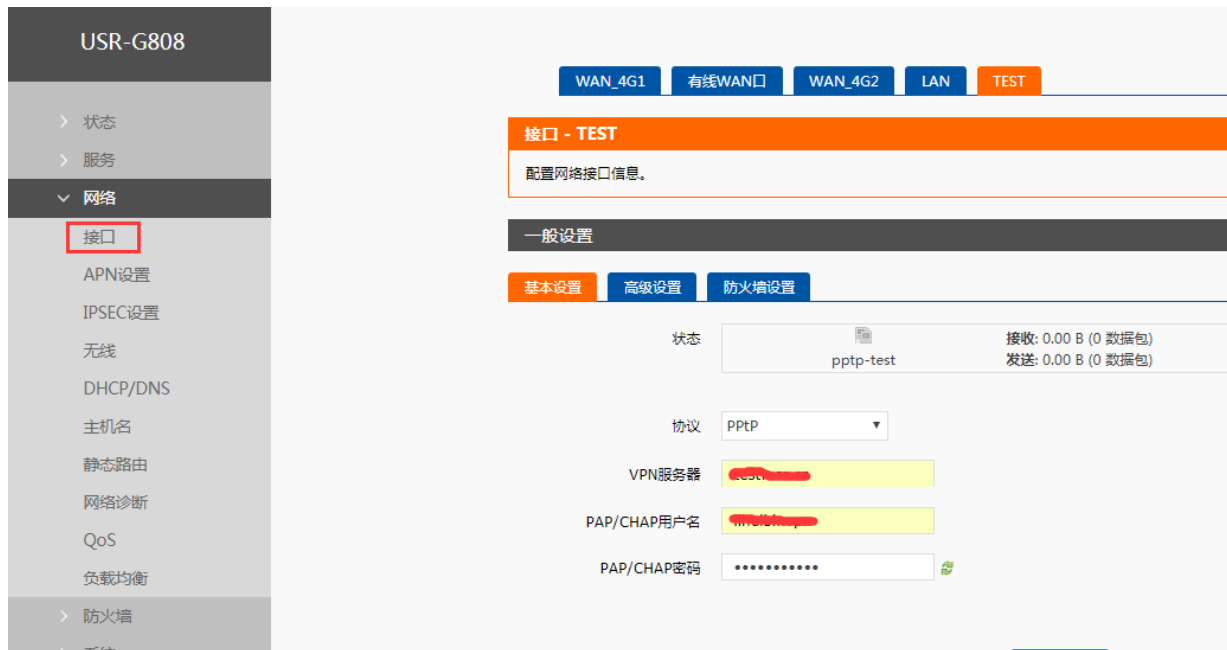 USR-G808
状态
服务
网络
接口
APN设置
IPSEC设置
无线
DHCP/DNS
主机名
静态路由
网络诊断
QoS
负载均衡
防火墙
WAN_4G1 有线WAN口 WAN_4G2 LAN TEST
接口 - TEST
配置网络接口信息。
一般设置
基本设置 高级设置 防火墙设置
状态
pptp-test
接收: 0.00 B (0 数据包)
发送: 0.00 B (0 数据包)
协议 PPtP
VPN服务器
PAP/CHAP用户名
PAP/CHAP密码 •••••••••••